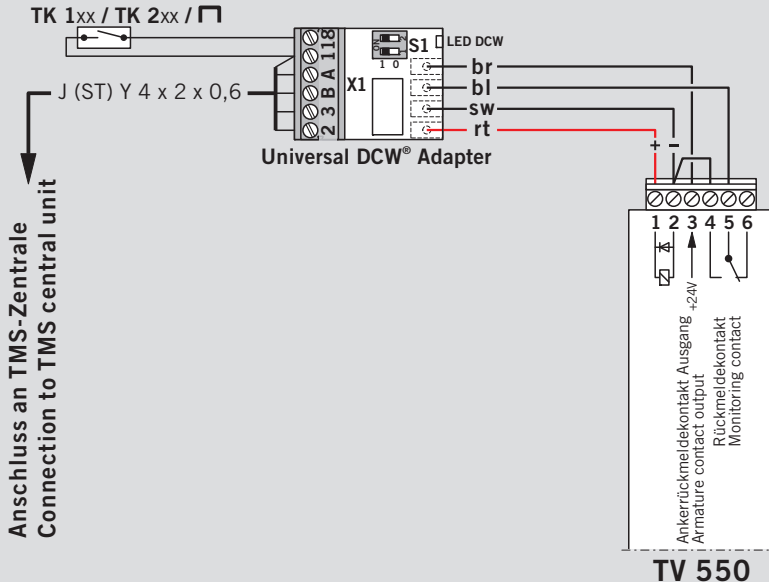 TK 1xx / TK 2xx /
118
11
A
B
3
2
ON
2
1
1 0
S1
LED DCW
X1
J (ST) Y 4 x 2 x 0,6
br
bl
sw
rt
Universal DCW® Adapter
+ −
1 2 3 4 5 6
+24V
Ankerrückmeldekontakt Ausgang
Armature contact output
Rückmeldekontakt
Monitoring contact
Anschluss an TMS-Zentrale
Connection to TMS central unit
TV 550